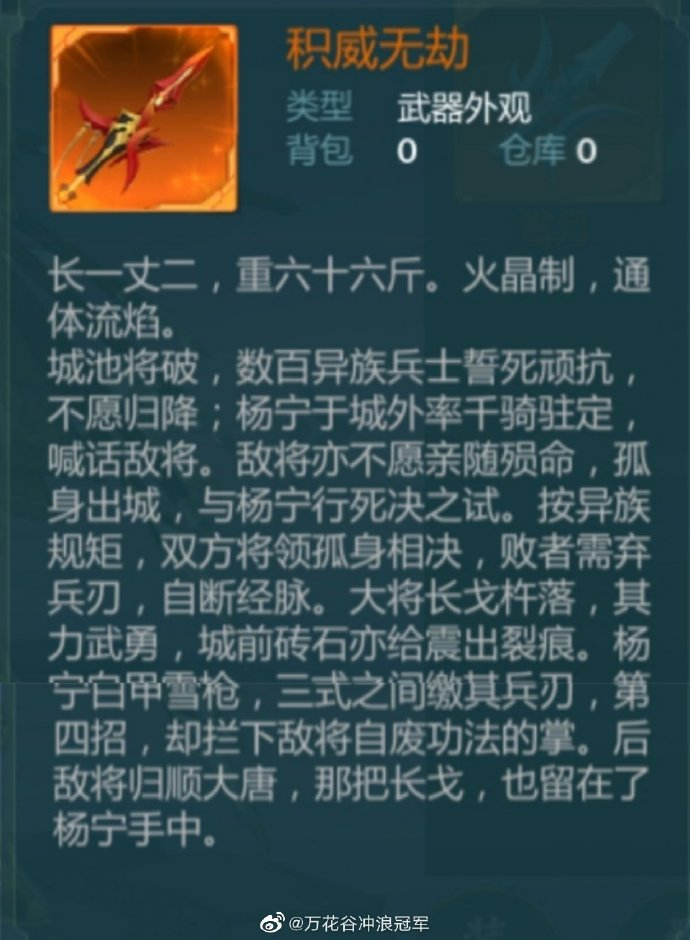 积威无劫
类型 武器外观
背包 0 仓库 0
长一丈二，重六十六斤。火晶制，通
体流焰。
城池将破，数百异族兵士誓死顽抗，
不愿归降；杨宁于城外率千骑驻定，
喊话敌将。敌将亦不愿亲随殒命，孤
身出城，与杨宁行死决之试。按异族
规矩，双方将领孤身相决，败者需弃
兵刃，自断经脉。大将长戈杵落，其
力武勇，城前砖石亦给震出裂痕。杨
宁白甲雪枪，三式之间缴其兵刃，第
四招，却拦下敌将自废功法的掌。后
敌将归顺大唐，那把长戈，也留在了
杨宁手中。
@万花谷冲浪冠军